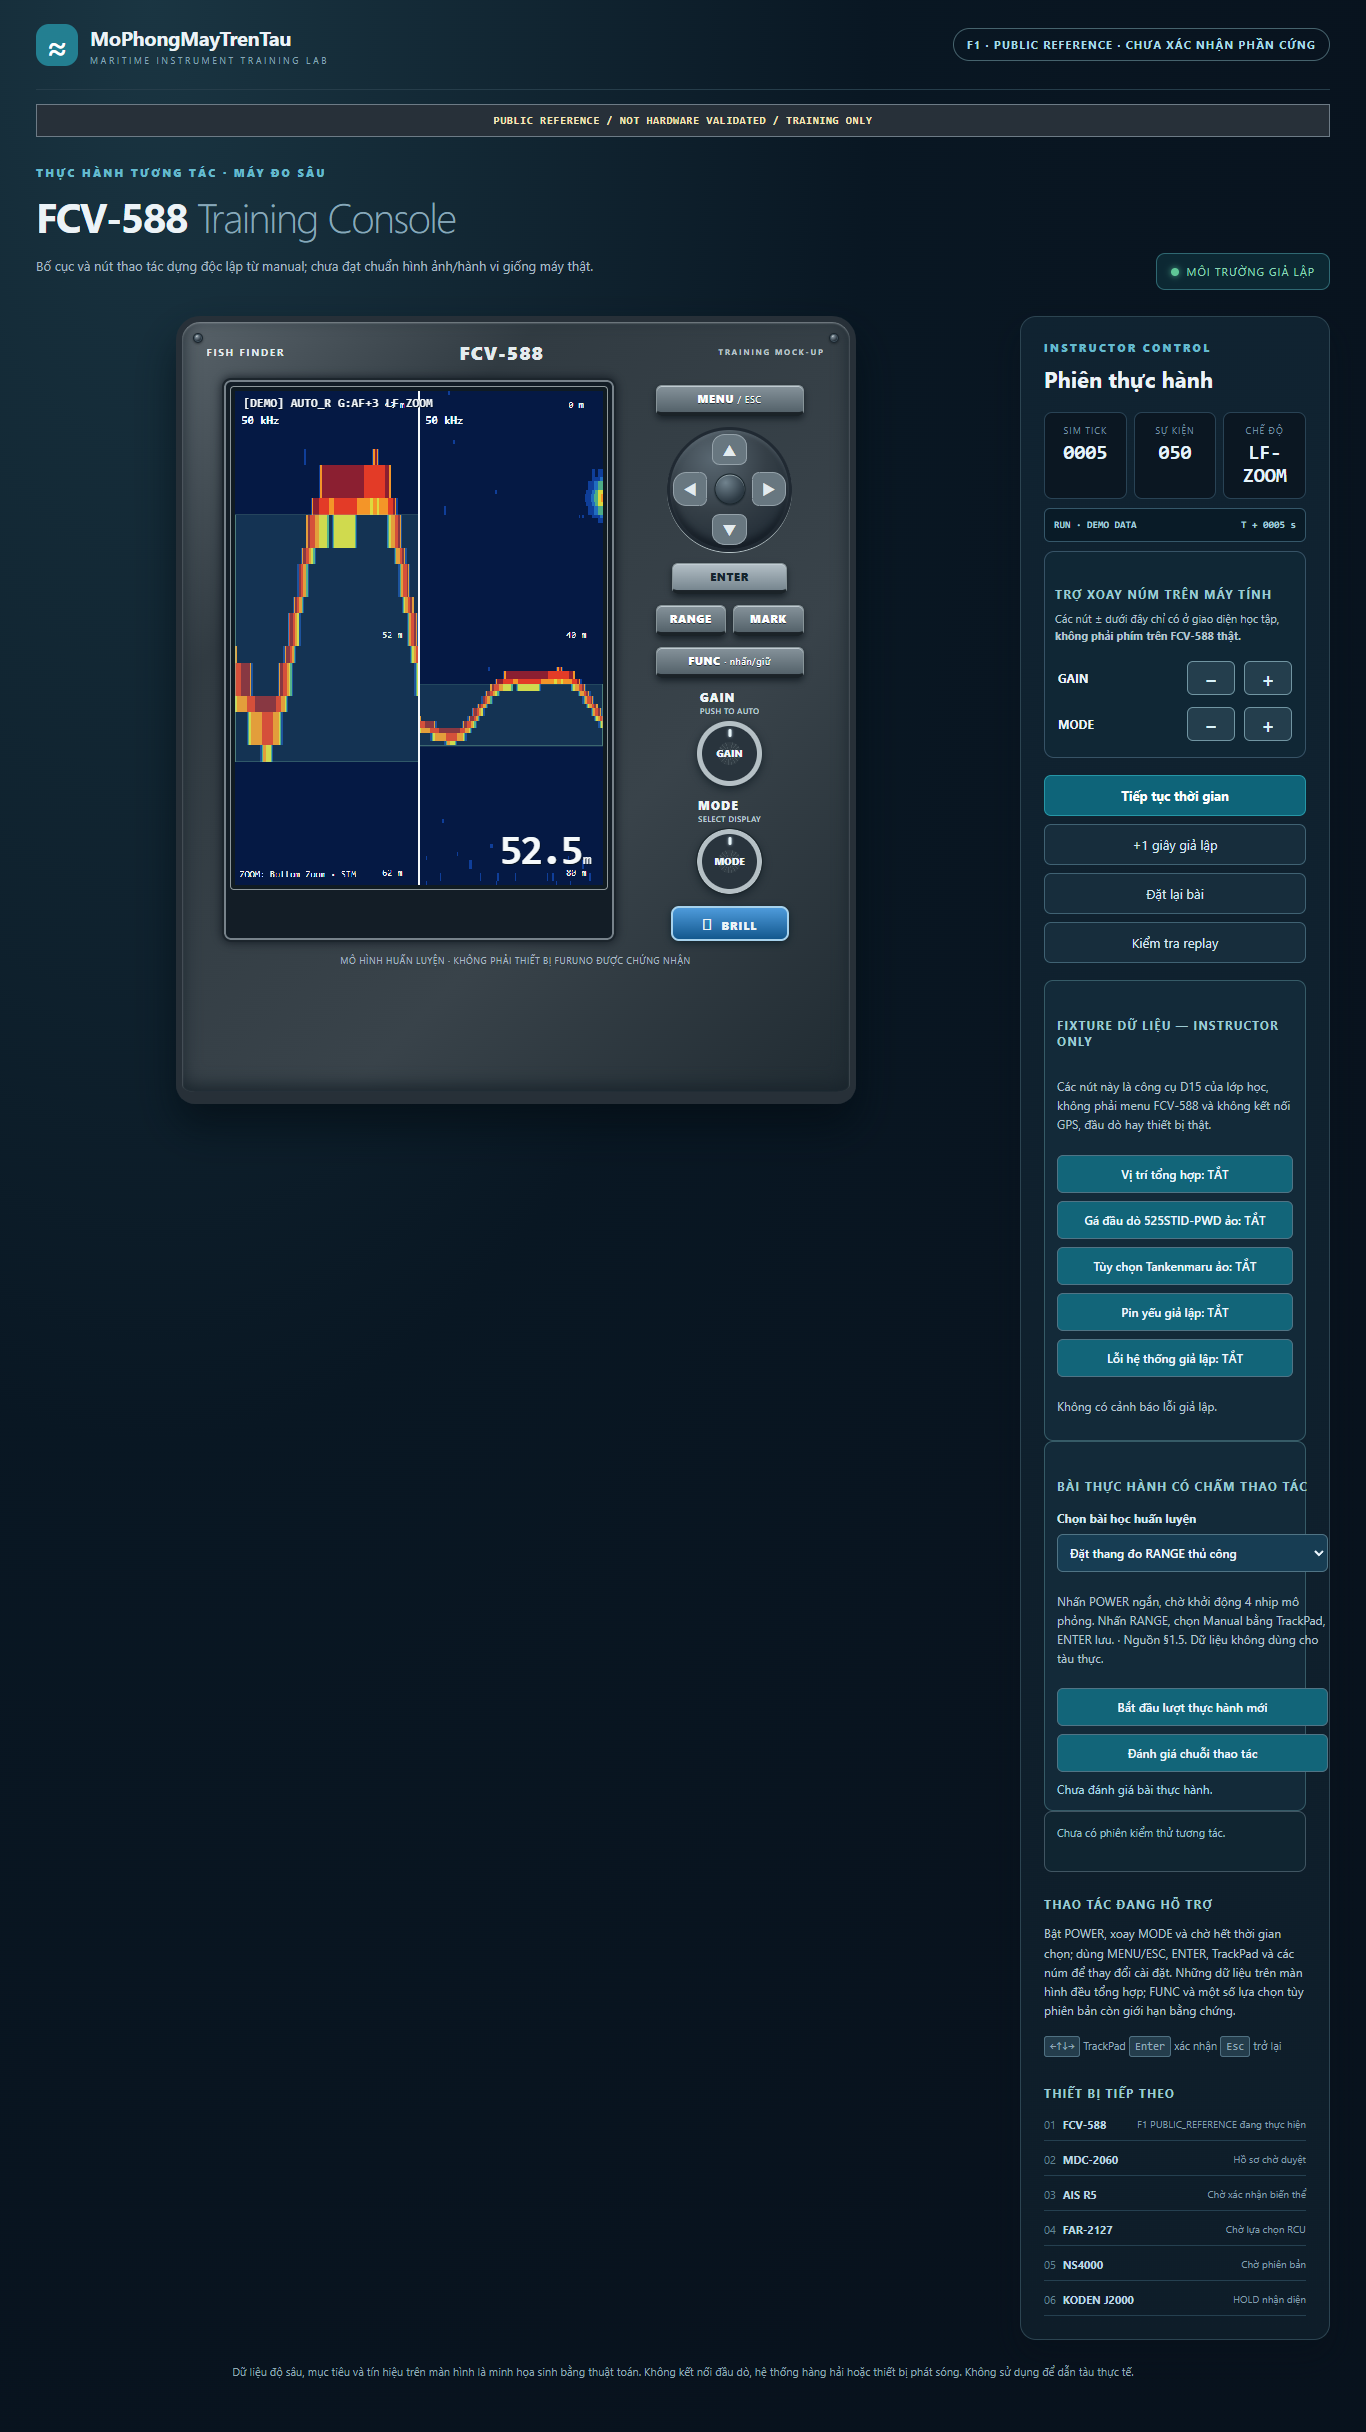 ≈ MoPhongMayTrenTau
MARITIME INSTRUMENT TRAINING LAB
F1 · PUBLIC REFERENCE · CHƯA XÁC NHẬN PHẦN CỨNG
PUBLIC REFERENCE / NOT HARDWARE VALIDATED / TRAINING ONLY
THỰC HÀNH TƯƠNG TÁC · MÁY ĐO SÂU
FCV-588 Training Console
Bố cục và nút thao tác dựng độc lập từ manual; chưa đạt chuẩn hình ảnh/hành vi giống máy thật.
MÔI TRƯỜNG GIẢ LẬP
FISH FINDER
FCV-588
TRAINING MOCK-UP
[DEMO] AUTO_R G:AF+3 LF-ZOOM
0 m
50 kHz
50 kHz
52 m
40 m
52.5m
ZOOM: Bottom Zoom · SIM
62 m
80 m
MENU / ESC
▲
◀
▶
▼
ENTER
RANGE
MARK
FUNC · nhấn/giữ
GAIN
PUSH TO AUTO
GAIN
MODE
SELECT DISPLAY
MODE
BRILL
MÔ HÌNH HUẤN LUYỆN · KHÔNG PHẢI THIẾT BỊ FURUNO ĐƯỢC CHỨNG NHẬN
INSTRUCTOR CONTROL
Phiên thực hành
SIM TICK
0005
SỰ KIỆN
050
CHẾ ĐỘ
LF-
ZOOM
RUN · DEMO DATA
T + 0005 s
TRỢ XOAY NÚM TRÊN MÁY TÍNH
Các nút ± dưới đây chỉ có ở giao diện học tập,
không phải phím trên FCV-588 thật.
GAIN
−
+
MODE
−
+
Tiếp tục thời gian
+1 giây giả lập
Đặt lại bài
Kiểm tra replay
FIXTURE DỮ LIỆU — INSTRUCTOR
ONLY
Các nút này là công cụ D15 của lớp học,
không phải menu FCV-588 và không kết nối
GPS, đầu dò hay thiết bị thật.
Vị trí tổng hợp: TẮT
Gá đầu dò 525STID-PWD ảo: TẮT
Tùy chọn Tankenmaru ảo: TẮT
Pin yếu giả lập: TẮT
Lỗi hệ thống giả lập: TẮT
Không có cảnh báo lỗi giả lập.
BÀI THỰC HÀNH CÓ CHẤM THAO TÁC
Chọn bài học huấn luyện
Đặt thang đo RANGE thủ công
Nhấn POWER ngắn, chờ khởi động 4 nhịp mô
phỏng. Nhấn RANGE, chọn Manual bằng TrackPad,
ENTER lưu. · Nguồn §1.5. Dữ liệu không dùng cho
tàu thực.
Bắt đầu lượt thực hành mới
Đánh giá chuỗi thao tác
Chưa đánh giá bài thực hành.
Chưa có phiên kiểm thử tương tác.
THAO TÁC ĐANG HỖ TRỢ
Bật POWER, xoay MODE và chờ hết thời gian
chọn; dùng MENU/ESC, ENTER, TrackPad và các
núm để thay đổi cài đặt. Những dữ liệu trên màn
hình đều tổng hợp; FUNC và một số lựa chọn tùy
phiên bản còn giới hạn bằng chứng.
←↑↓→ TrackPad Enter xác nhận Esc trở lại
THIẾT BỊ TIẾP THEO
01 FCV-588 F1 PUBLIC_REFERENCE đang thực hiện
02 MDC-2060 Hồ sơ chờ duyệt
03 AIS R5 Chờ xác nhận biến thể
04 FAR-2127 Chờ lựa chọn RCU
05 NS4000 Chờ phiên bản
06 KODEN J2000 HOLD nhận diện
Dữ liệu độ sâu, mục tiêu và tín hiệu trên màn hình là minh họa sinh bằng thuật toán. Không kết nối đầu dò, hệ thống hàng hải hoặc thiết bị phát sóng. Không sử dụng để dẫn tàu thực tế.